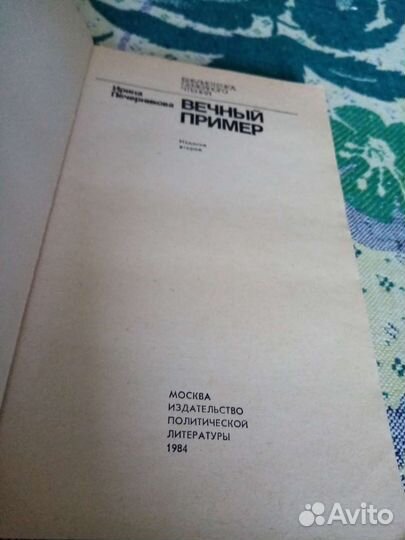 Ирина
Печерникова
ВЕЧНЫЙ
ПРИМЕР
Издание
второе
МОСКВА
ИЗДАТЕЛЬСТВО
ПОЛИТИЧЕСКОЙ
ЛИТЕРАТУРЫ
1984
Avito